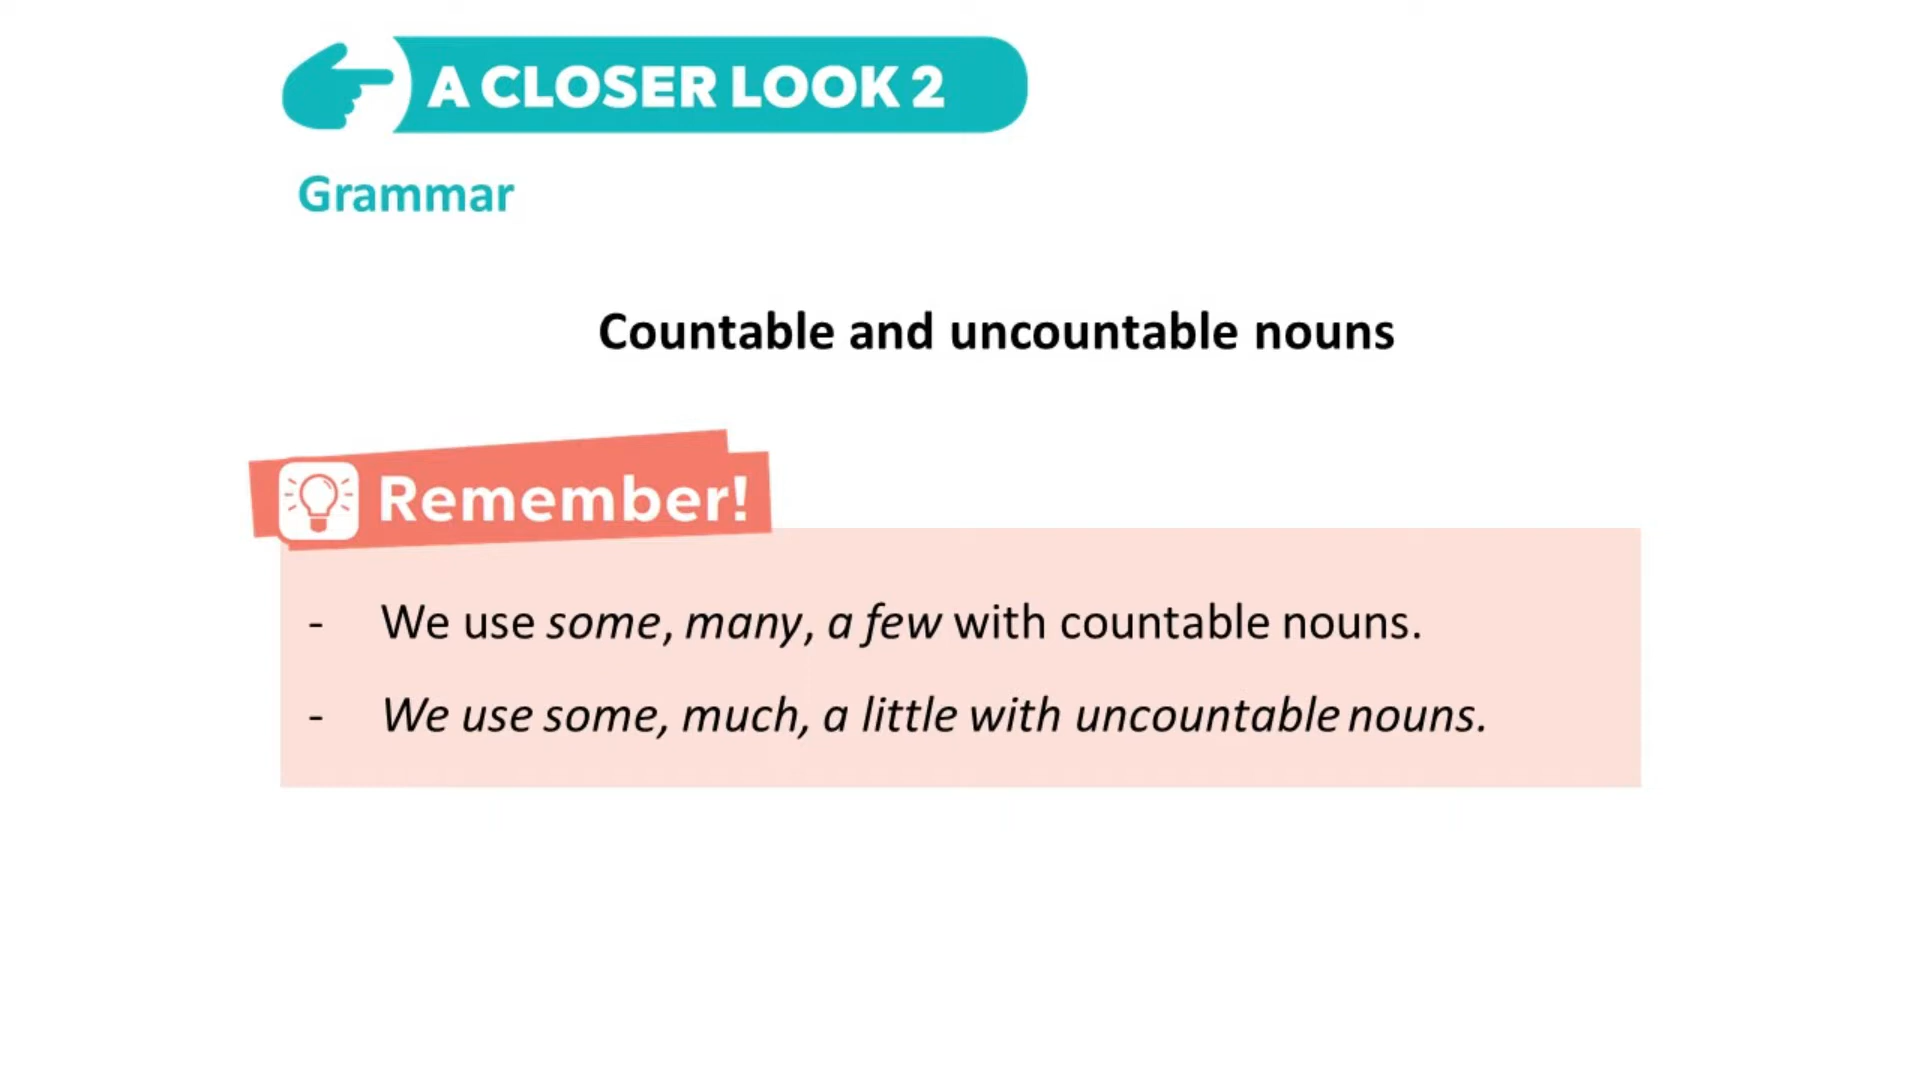 A CLOSER LOOK 2
Grammar
Countable and uncountable nouns
Remember!
- We use some, many, a few with countable nouns.
- We use some, much, a little with uncountable nouns.